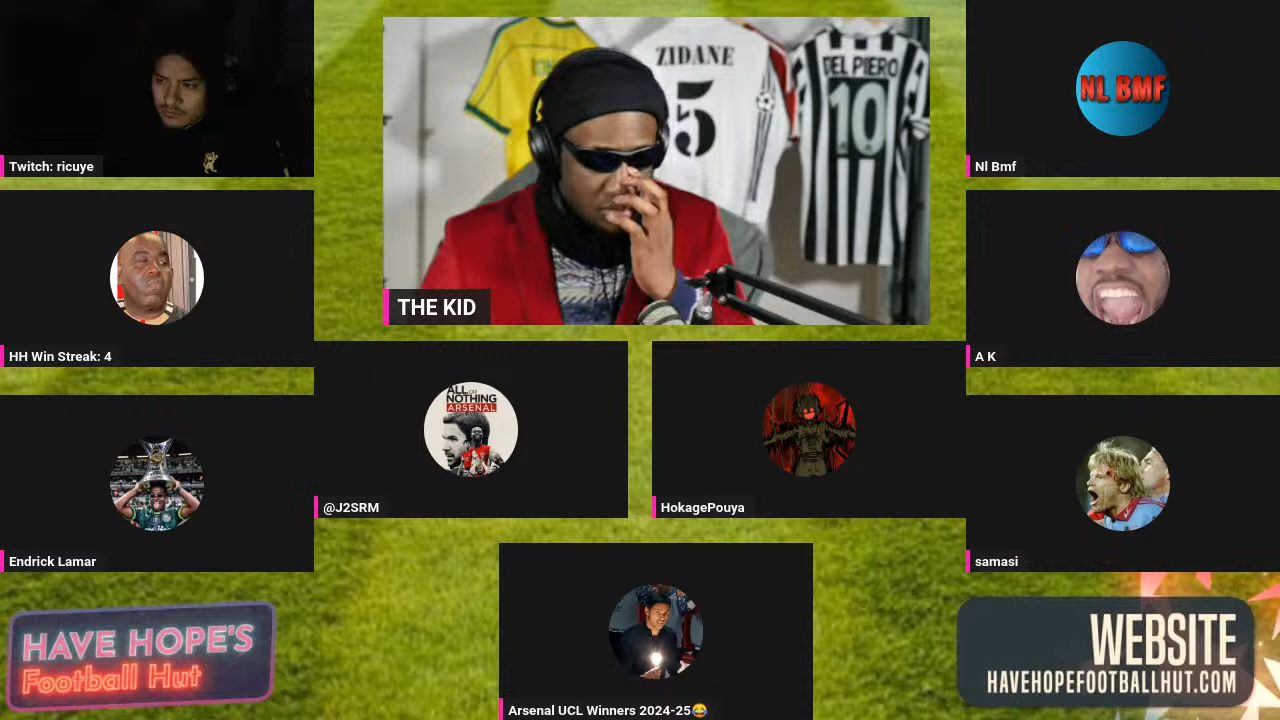 Twitch: ricuye
ZIDANE
5
DEL PIERO
10
THE KID
NL BMF
Nl Bmf
HH Win Streak: 4
A K
ALL OR
NOTHING
ARSENAL
@J2SRM
HokagePouya
Endrick Lamar
samasi
HAVE HOPE'S
Football Hut
Arsenal UCL Winners 2024-25😂
WEBSITE
HAVEHOPEFOOTBALLHUT.COM